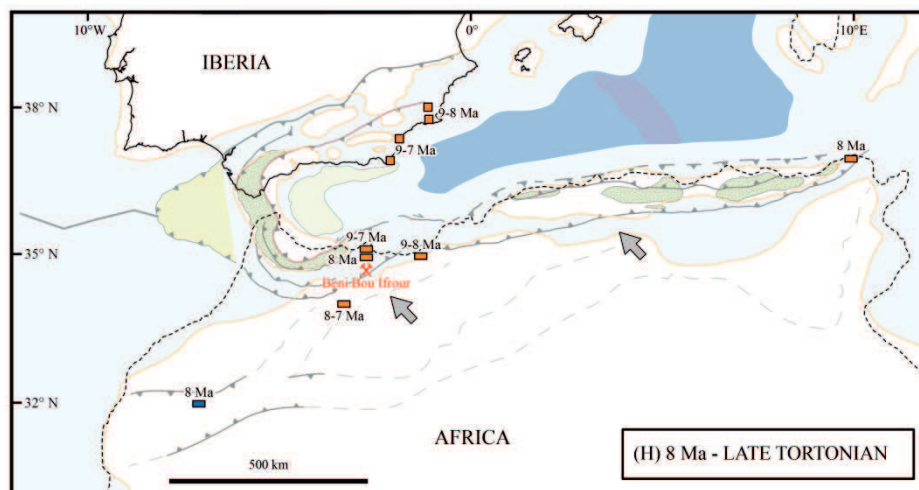 10°W
0°
10°E
IBERIA
38° N
9-8 Ma
9-7 Ma
8 Ma
9-7 Ma
9-8 Ma
35° N
8 Ma
Beni Bou Ifrour
8-7 Ma
8 Ma
32° N
AFRICA
(H) 8 Ma - LATE TORTONIAN
500 km